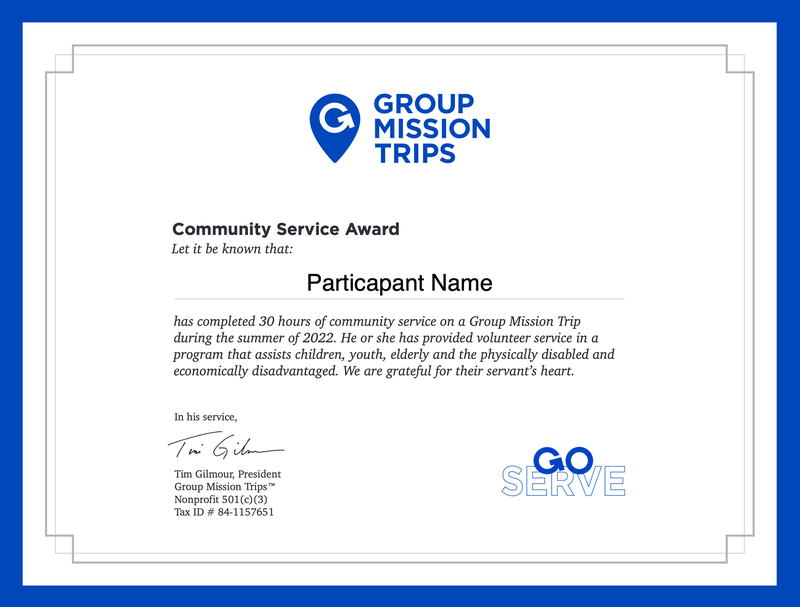 GROUP
MISSION
TRIPS
Community Service Award
Let it be known that:
Particapant Name
has completed 30 hours of community service on a Group Mission Trip
during the summer of 2022. He or she has provided volunteer service in a
program that assists children, youth, elderly and the physically disabled and
economically disadvantaged. We are grateful for their servant’s heart.
In his service,
Tim Gilmour
Tim Gilmour, President
Group Mission Trips™
Nonprofit 501(c)(3)
Tax ID # 84-1157651
GO
SERVE